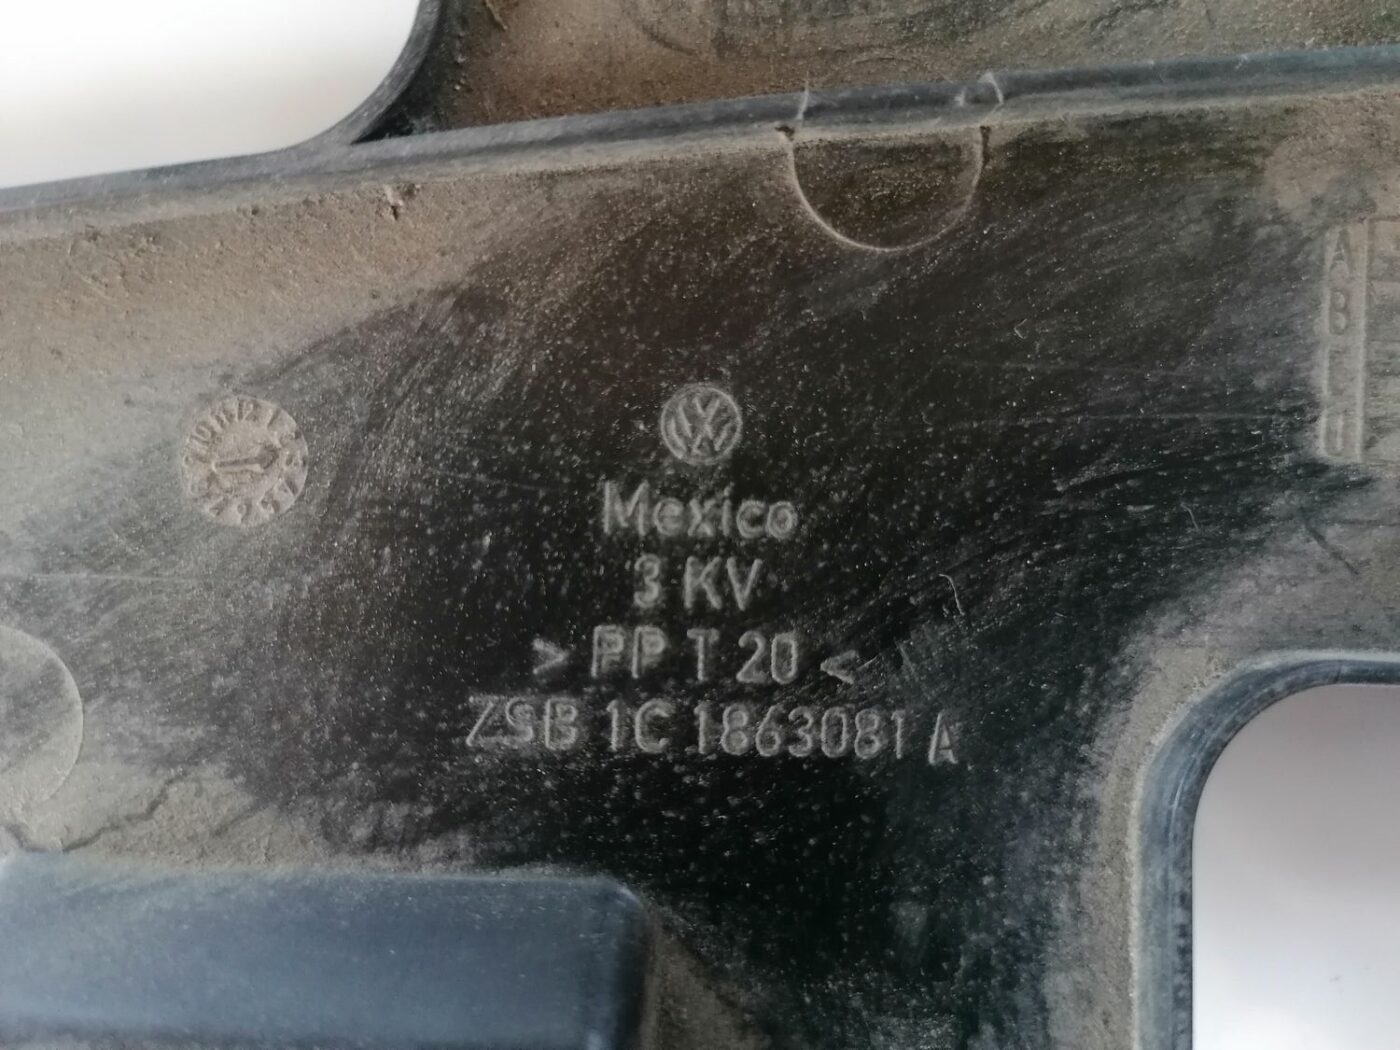 Mexico
3 KV
> PP T 20 <
ZSB 1C 1863081 A
A
B